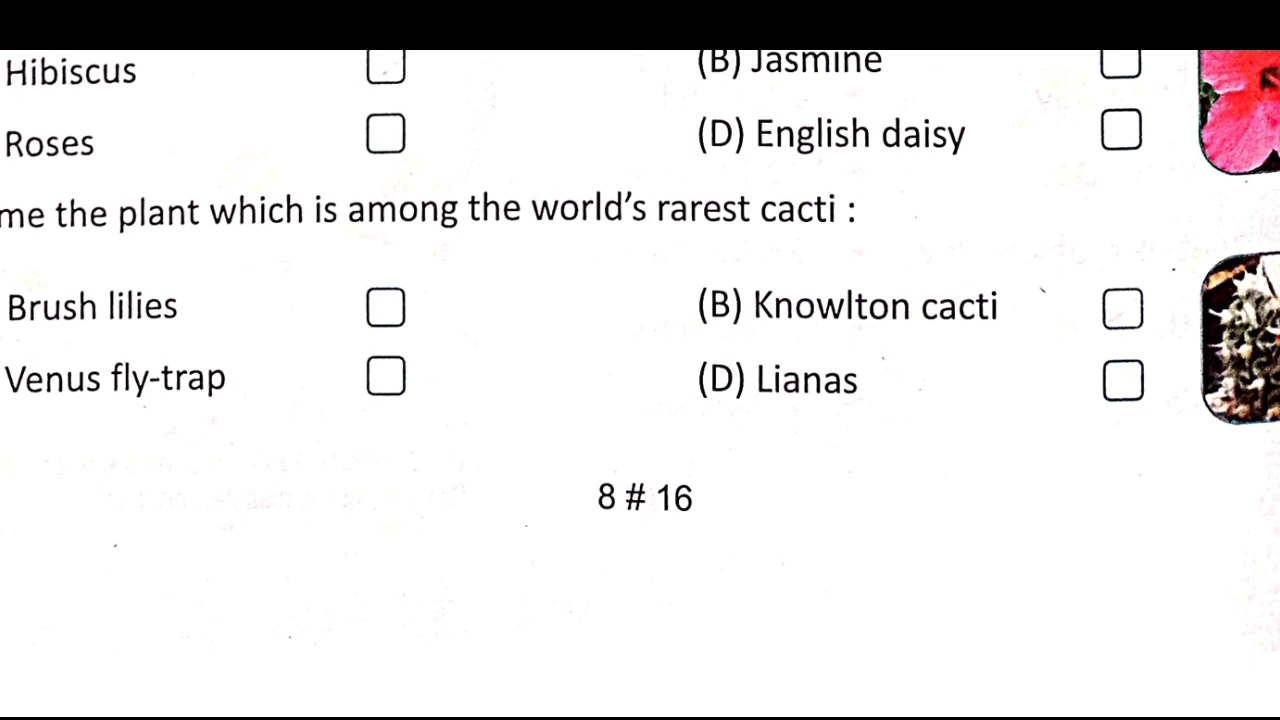 Hibiscus (B) Jasmine
Roses (D) English daisy
me the plant which is among the world's rarest cacti :
Brush lilies (B) Knowlton cacti
Venus fly-trap (D) Lianas
8 # 16